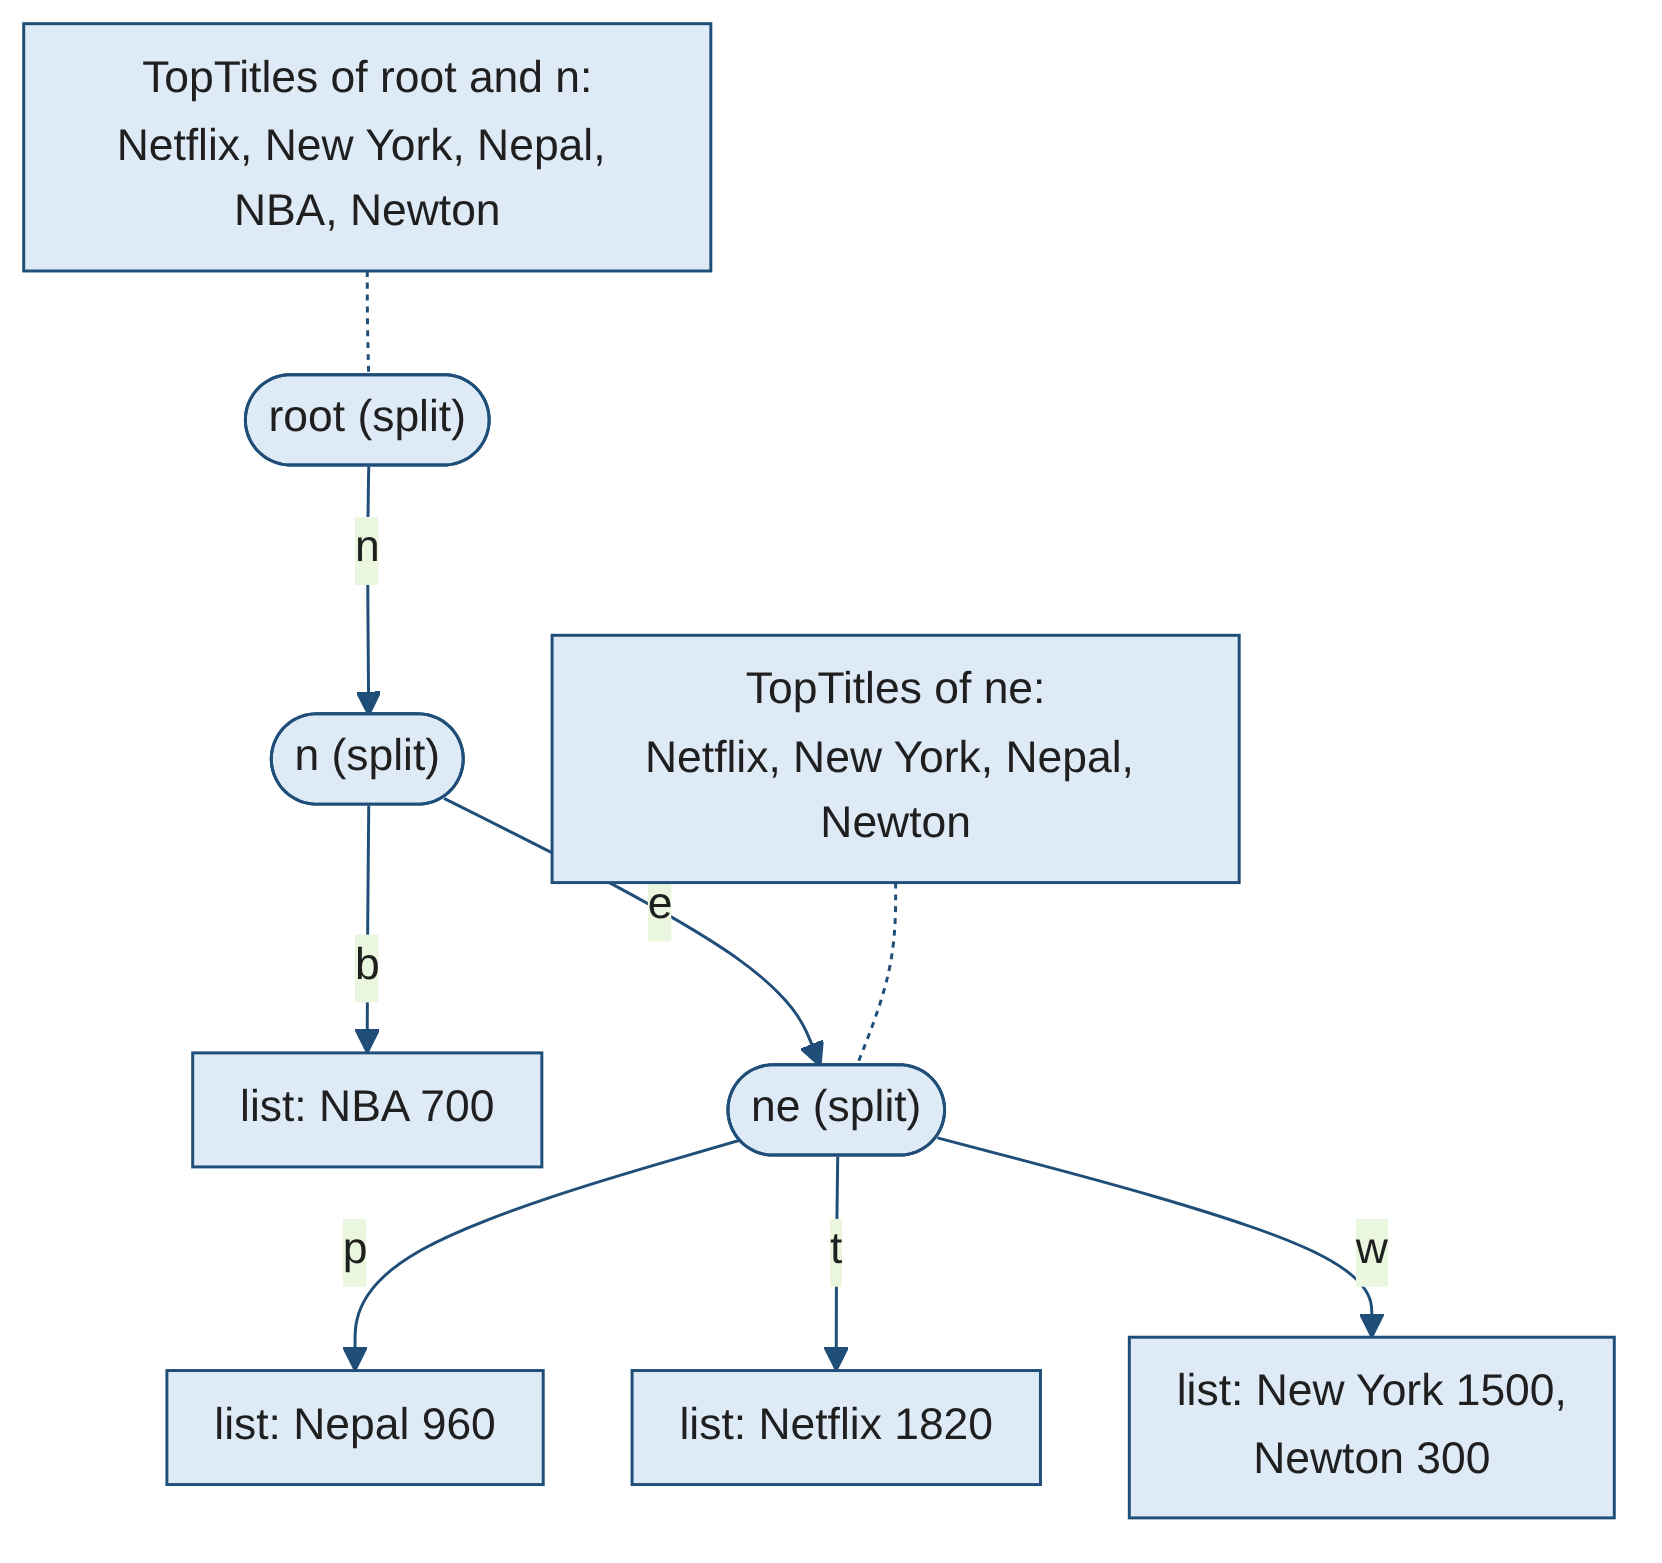 TopTitles of root and n:
Netflix, New York, Nepal,
NBA, Newton
root (split)
n
TopTitles of ne:
Netflix, New York, Nepal,
Newton
n (split)
e
b
list: NBA 700
ne (split)
p
t
w
list: Nepal 960
list: Netflix 1820
list: New York 1500,
Newton 300